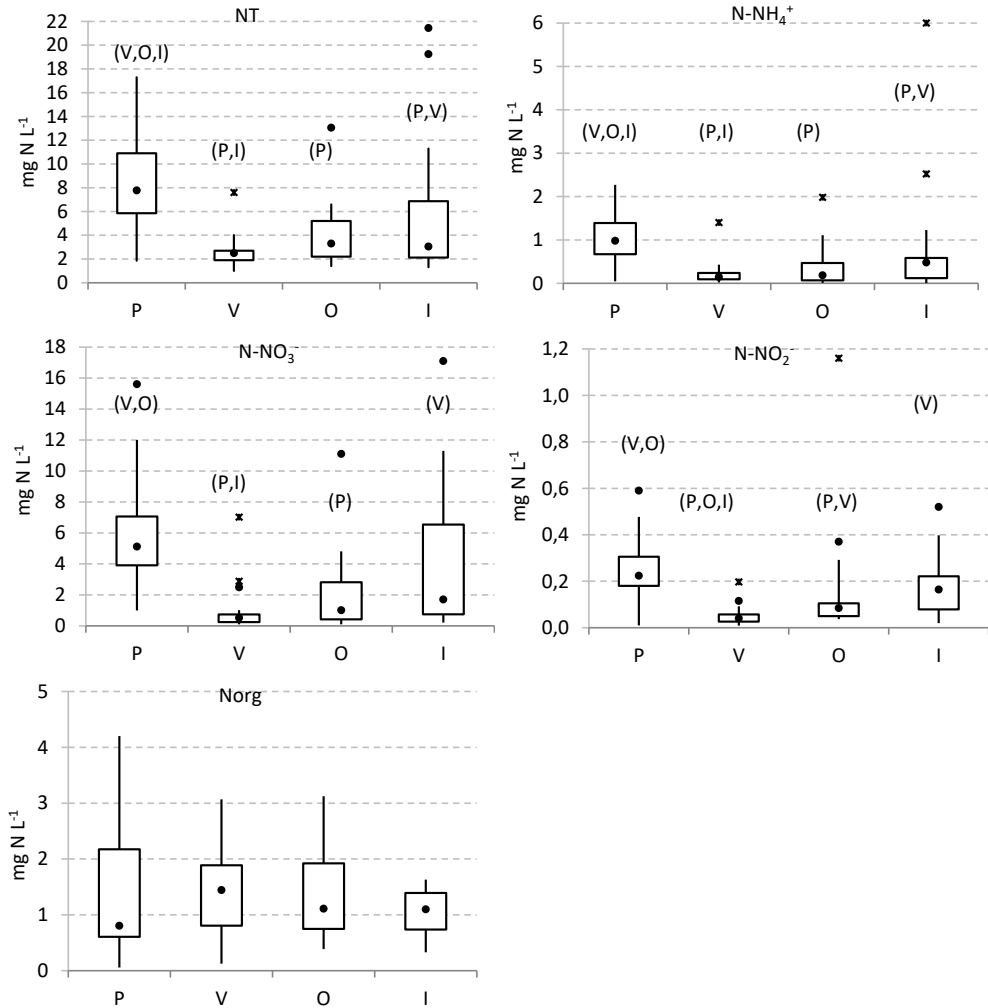 NT
mg N L⁻¹
22
20
18
16
14
12
10
8
6
4
2
0
(V,O,I)
(P,I)
(P)
(P,V)
P V O I
N-NH₄⁺
mg N L⁻¹
6
5
4
3
2
1
0
(V,O,I)
(P,I)
(P)
(P,V)
P V O I
N-NO₃⁻
mg N L⁻¹
18
16
14
12
10
8
6
4
2
0
(V,O)
(P,I)
(P)
(V)
P V O I
N-NO₂⁻
mg N L⁻¹
1,2
1,0
0,8
0,6
0,4
0,2
0,0
(V,O)
(P,O,I)
(P,V)
(V)
P V O I
Norg
mg N L⁻¹
5
4
3
2
1
0
P V O I